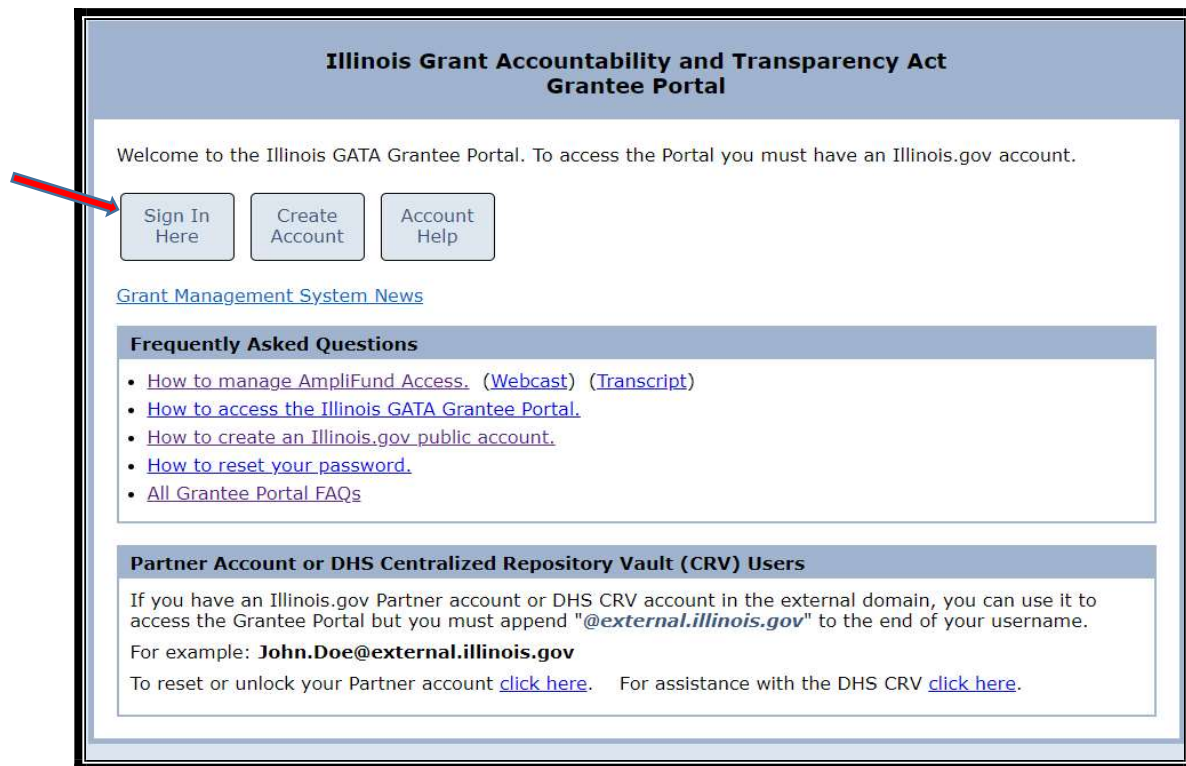 Illinois Grant Accountability and Transparency Act
Grantee Portal
Welcome to the Illinois GATA Grantee Portal. To access the Portal you must have an Illinois.gov account.
Sign In
Here
Create
Account
Account
Help
Grant Management System News
Frequently Asked Questions
• How to manage AmpliFund Access. (Webcast) (Transcript)
• How to access the Illinois GATA Grantee Portal.
• How to create an Illinois.gov public account.
• How to reset your password.
• All Grantee Portal FAQs
Partner Account or DHS Centralized Repository Vault (CRV) Users
If you have an Illinois.gov Partner account or DHS CRV account in the external domain, you can use it to
access the Grantee Portal but you must append "@external.illinois.gov" to the end of your username.
For example: John.Doe@external.illinois.gov
To reset or unlock your Partner account click here. For assistance with the DHS CRV click here.